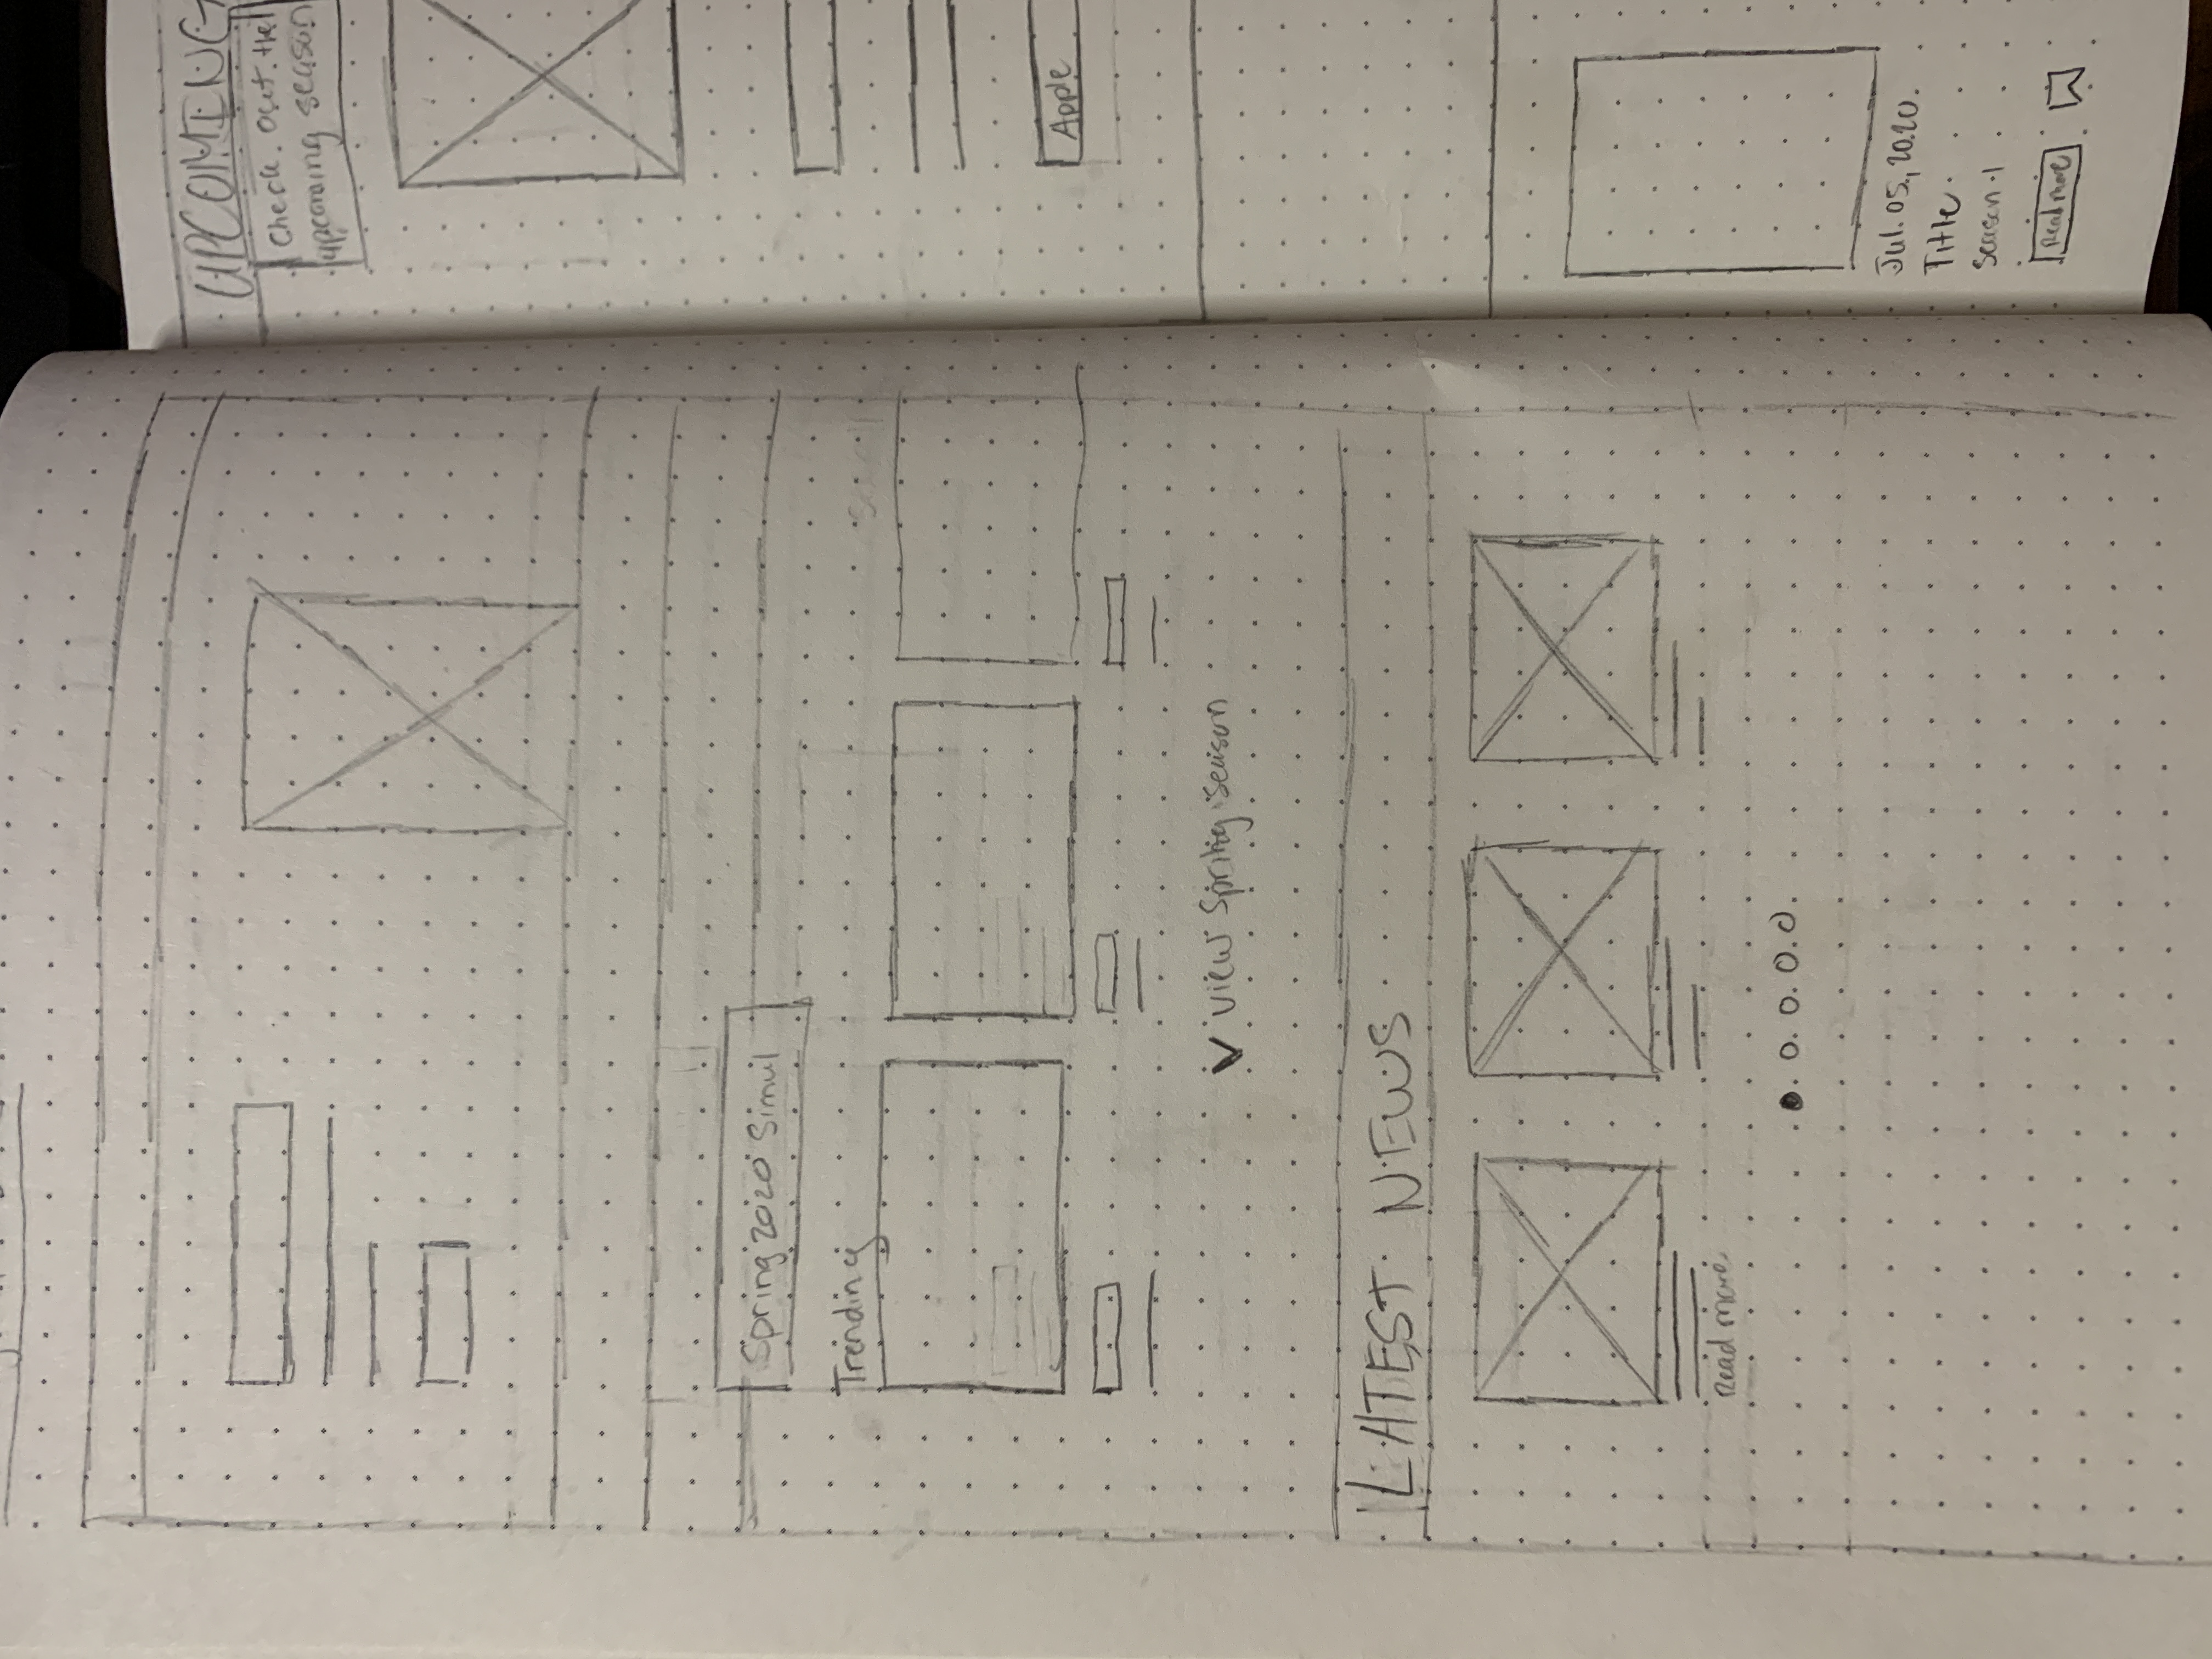 Spring 2020 Simul
Trending
View Spring Season
LATEST NEWS
Read more
UPCOMING
Check Out the
upcoming season
Apple
Jul. 05, 2020
Title
Season 1
Read more